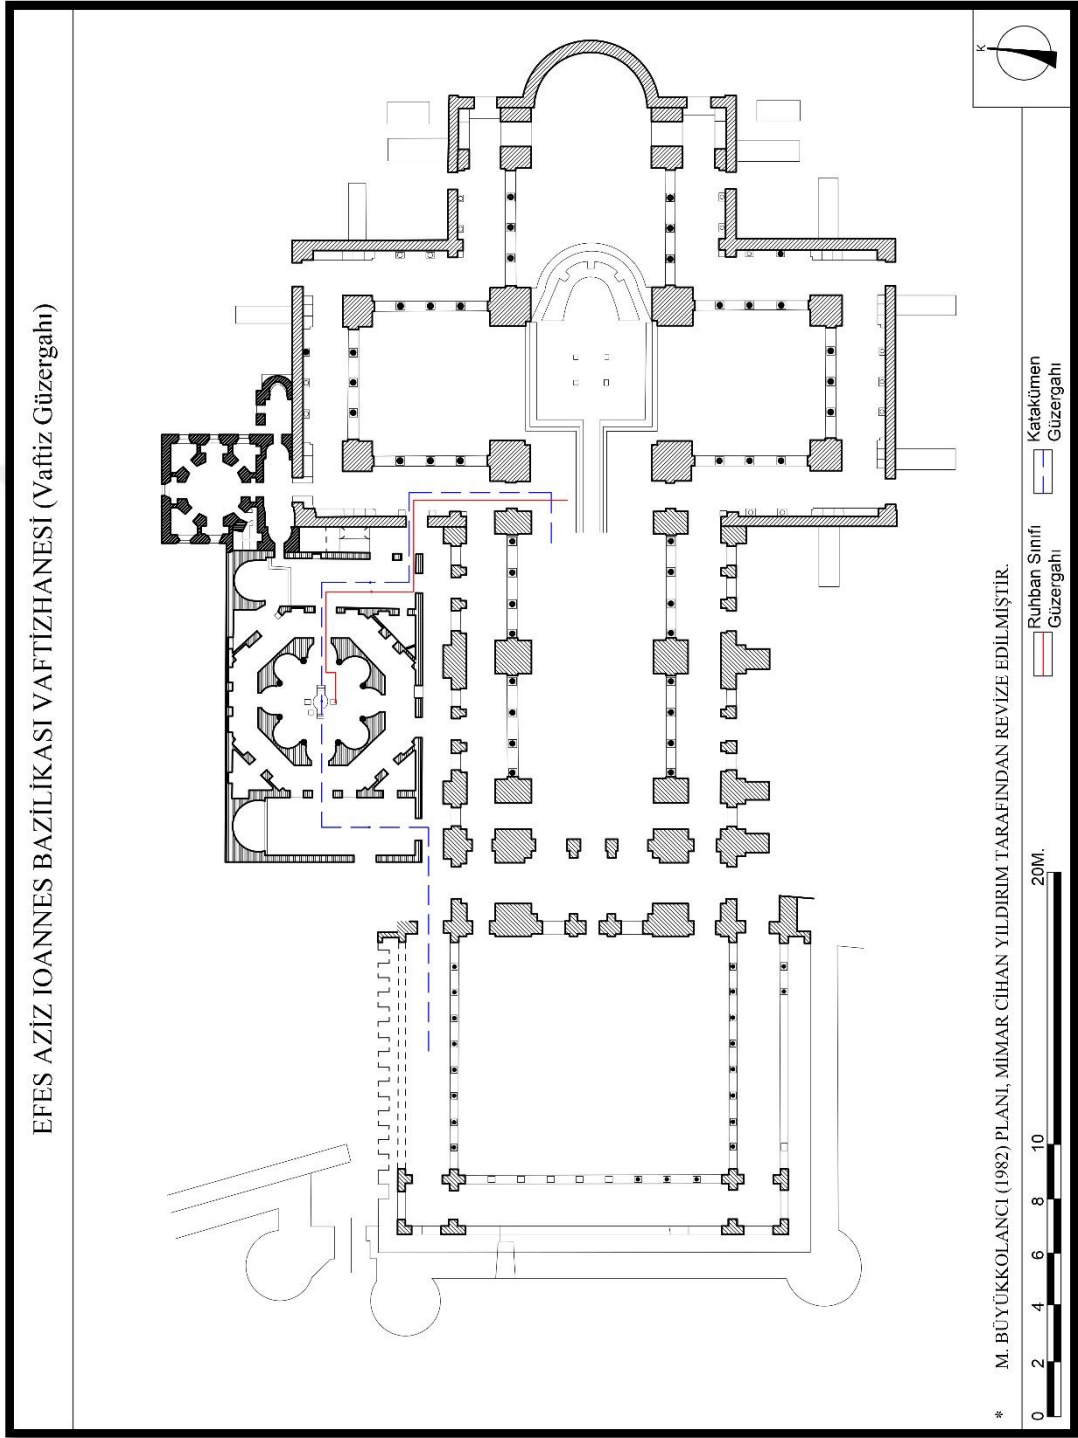 EFES AZİZ IOANNES BAZİLİKASI VAFTİZHANESİ (Vaftiz Güzergahı)
K
* M. BÜYÜKKOLANCI (1982) PLANI, MİMAR CİHAN YILDIRIM TARAFINDAN REVİZE EDİLMİŞTİR.
0 2 4 6 8 10 20M.
Ruhban Sınıfı
Güzergahı
Katakümen
Güzergahı